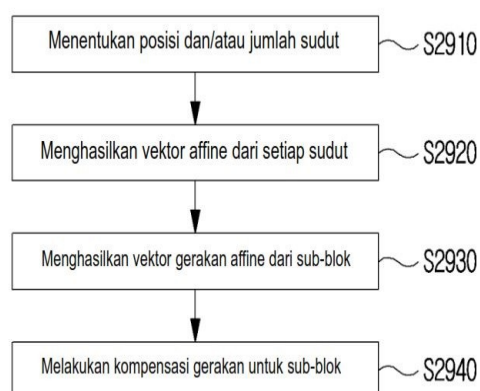 Menentukan posisi dan/atau jumlah sudut
S2910
Menghasilkan vektor affine dari setiap sudut
S2920
Menghasilkan vektor gerakan affine dari sub-blok
S2930
Melakukan kompensasi gerakan untuk sub-blok
S2940